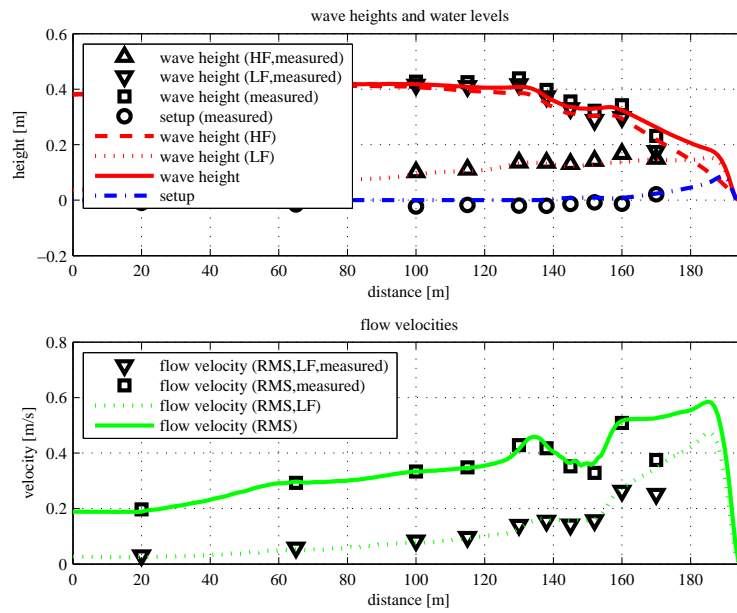 wave heights and water levels
0.6
0.4
0.2
0
−0.2
height [m]
wave height (HF,measured)
wave height (LF,measured)
wave height (measured)
setup (measured)
wave height (HF)
wave height (LF)
wave height
setup
0 20 40 60 80 100 120 140 160 180
distance [m]
flow velocities
0.8
0.6
0.4
0.2
0
velocity [m/s]
flow velocity (RMS,LF,measured)
flow velocity (RMS,measured)
flow velocity (RMS,LF)
flow velocity (RMS)
0 20 40 60 80 100 120 140 160 180
distance [m]